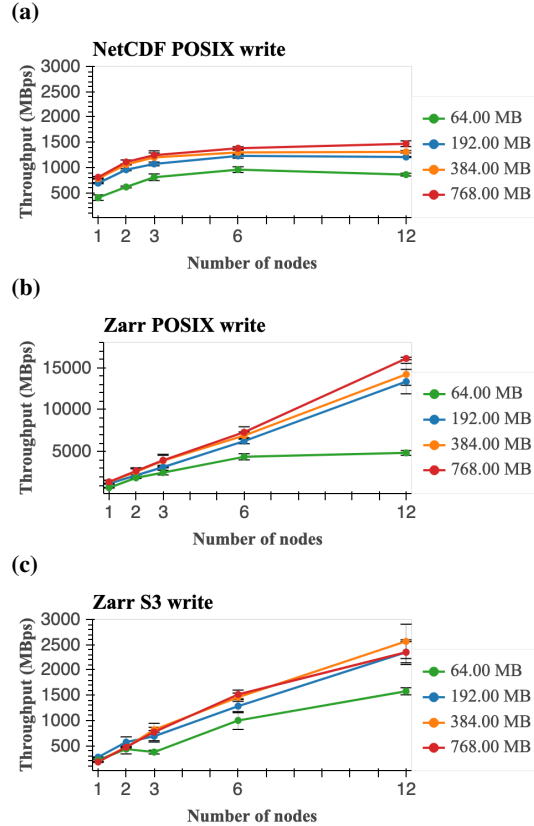 (a)
NetCDF POSIX write
Throughput (MBps)
3000
2500
2000
1500
1000
500
1 2 3 6 12
Number of nodes
64.00 MB
192.00 MB
384.00 MB
768.00 MB
(b)
Zarr POSIX write
Throughput (MBps)
15000
10000
5000
1 2 3 6 12
Number of nodes
64.00 MB
192.00 MB
384.00 MB
768.00 MB
(c)
Zarr S3 write
Throughput (MBps)
3000
2500
2000
1500
1000
500
1 2 3 6 12
Number of nodes
64.00 MB
192.00 MB
384.00 MB
768.00 MB